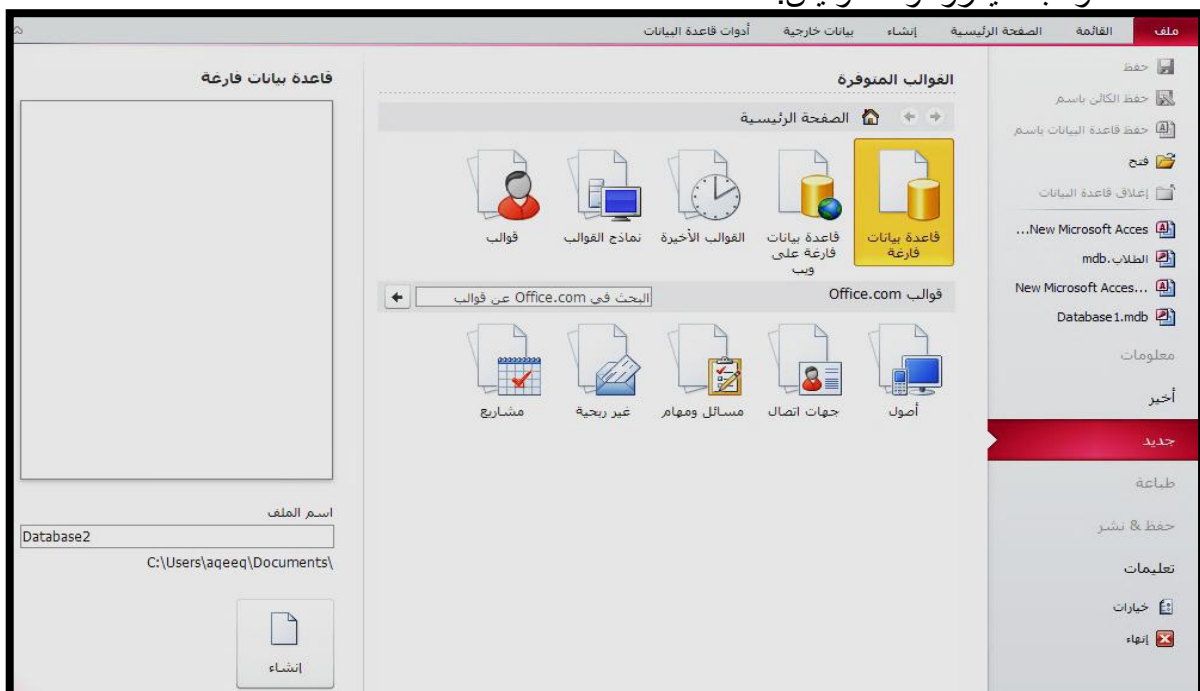 ملف القائمة الصفحة الرئيسية إنشاء بيانات خارجية أدوات قاعدة البيانات
حفظ
حفظ الكائن باسم
حفظ قاعدة البيانات باسم
فتح
إغلاق قاعدة البيانات
New Microsoft Acces...
الطلاب.mdb
New Microsoft Acces...
Database1.mdb
معلومات
أخير
جديد
طباعة
حفظ & نشر
تعليمات
خيارات
إنهاء
القوالب المتوفرة
الصفحة الرئيسية
قاعدة بيانات فارغة
قاعدة بيانات فارغة على ويب
القوالب الأخيرة
نماذج القوالب
قوالب
قوالب Office.com
البحث في Office.com عن قوالب
أصول
جهات اتصال
مسائل ومهام
غير ربحية
مشاريع
قاعدة بيانات فارغة
اسم الملف
Database2
C:\Users\aqeeq\Documents\
إنشاء